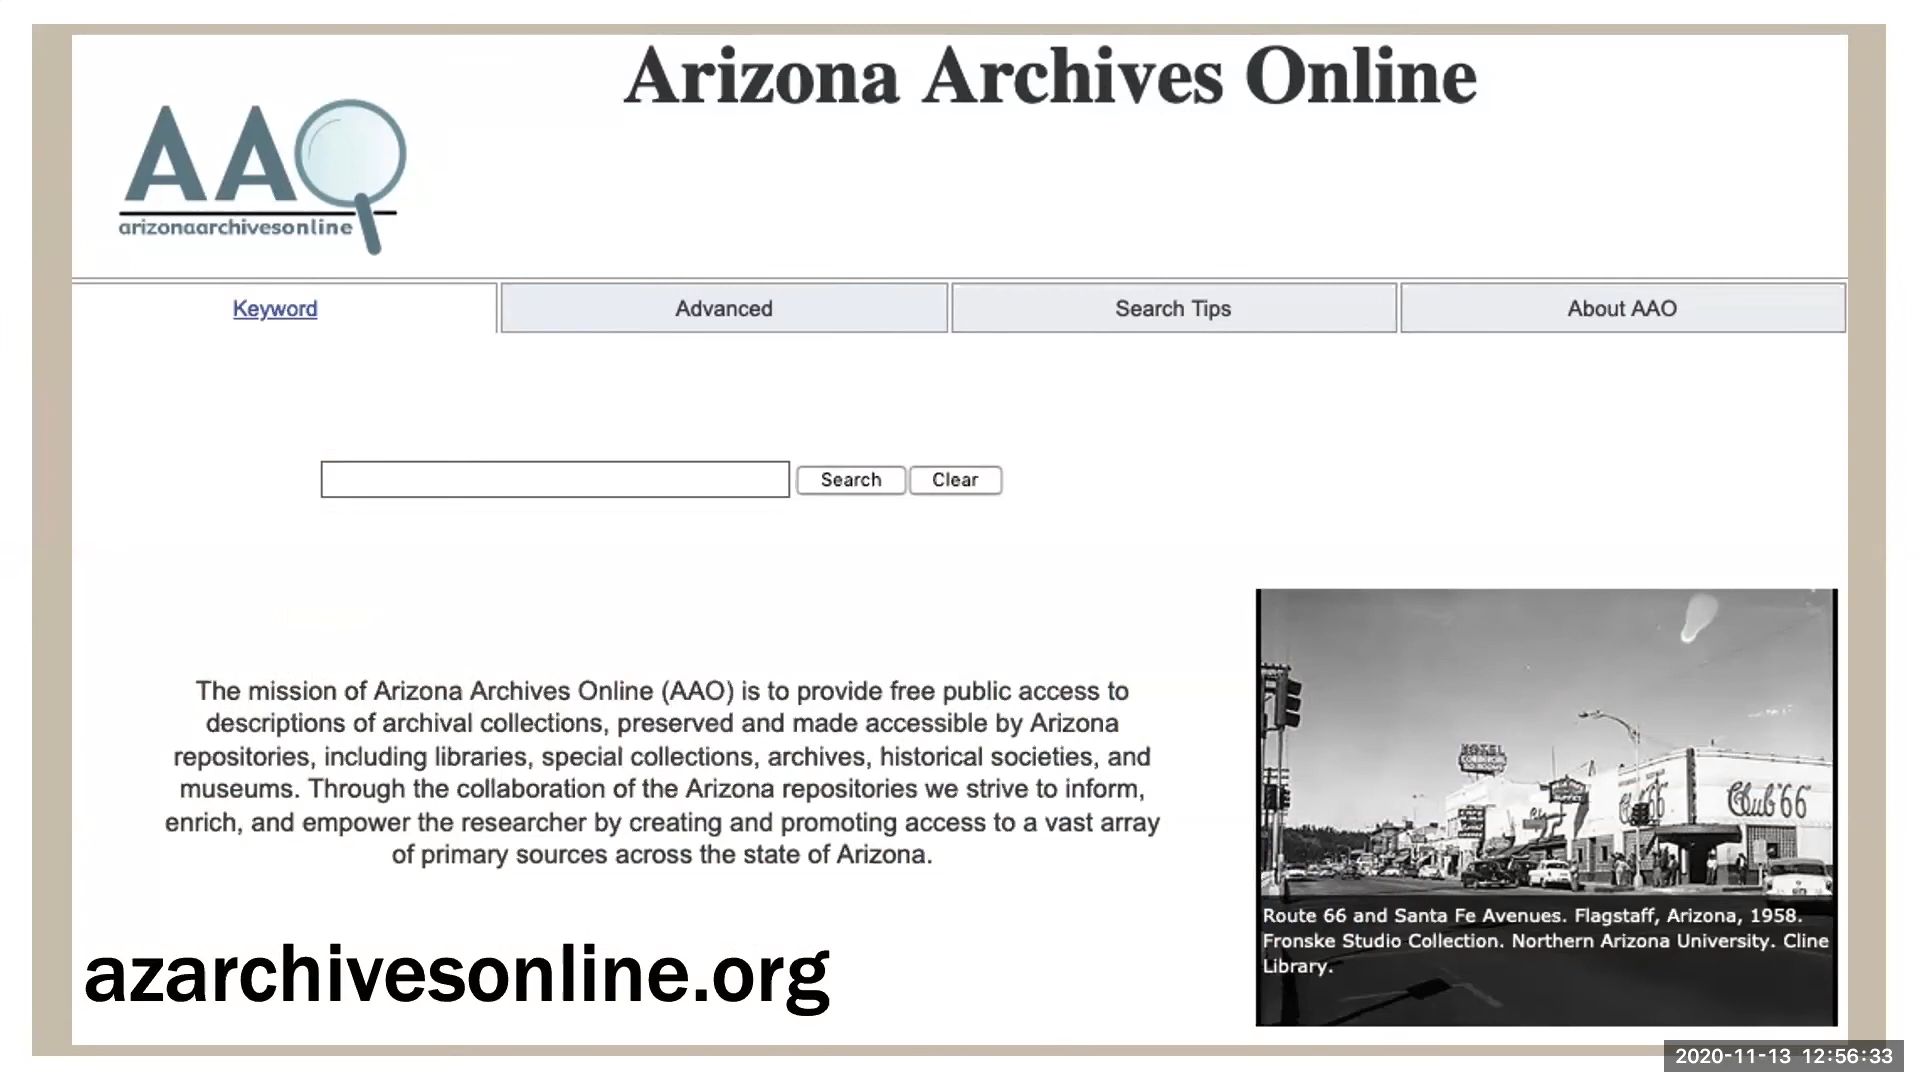 Arizona Archives Online
AAO
arizonaarchivesonline
Keyword
Advanced
Search Tips
About AAO
Search
Clear
The mission of Arizona Archives Online (AAO) is to provide free public access to
descriptions of archival collections, preserved and made accessible by Arizona
repositories, including libraries, special collections, archives, historical societies, and
museums. Through the collaboration of the Arizona repositories we strive to inform,
enrich, and empower the researcher by creating and promoting access to a vast array
of primary sources across the state of Arizona.
HOTEL
Club 66
Route 66 and Santa Fe Avenues. Flagstaff, Arizona, 1958.
Fronske Studio Collection. Northern Arizona University. Cline
Library.
azarchivesonline.org
2020-11-13 12:56:33